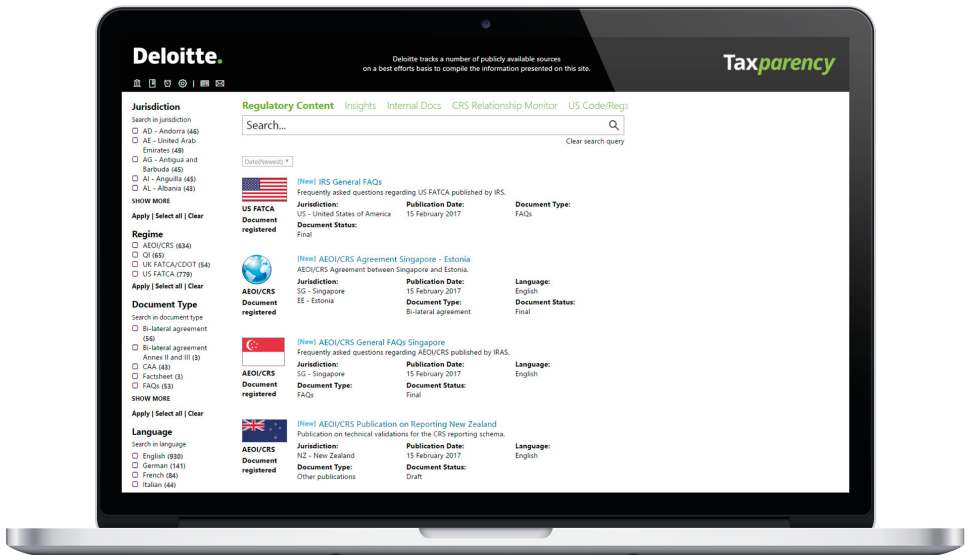 Deloitte.
Deloitte tracks a number of publicly available sources
on a best efforts basis to compile the information presented on this site.
Taxparency
Jurisdiction
Search in jurisdiction
AD - Andorra (46)
AE - United Arab
Emirates (49)
AG - Antigua and
Barbuda (45)
AI - Anguilla (45)
AL - Albania (43)
SHOW MORE
Apply | Select all | Clear
Regime
AEOI/CRS (634)
QI (65)
UK FATCA/CDOT (54)
US FATCA (779)
Apply | Select all | Clear
Document Type
Search in document type
Bi-lateral agreement
(56)
Bi-lateral agreement
Annex II and III (3)
CAA (43)
Factsheet (3)
FAQs (53)
SHOW MORE
Apply | Select all | Clear
Language
Search in language
English (930)
German (141)
French (84)
Italian (44)
Regulatory Content Insights Internal Docs CRS Relationship Monitor US Code/Regs
Search...
Clear search query
Date(Newest)
US FATCA
Document
registered
[New] IRS General FAQs
Frequently asked questions regarding US FATCA published by IRS.
Jurisdiction: Publication Date: Document Type:
US - United States of America 15 February 2017 FAQs
Document Status:
Final
AEOI/CRS
Document
registered
[New] AEOI/CRS Agreement Singapore - Estonia
AEOI/CRS Agreement between Singapore and Estonia.
Jurisdiction: Publication Date: Language:
SG - Singapore 15 February 2017 English
EE - Estonia Document Type: Document Status:
Bi-lateral agreement Final
AEOI/CRS
Document
registered
[New] AEOI/CRS General FAQs Singapore
Frequently asked questions regarding AEOI/CRS published by IRAS.
Jurisdiction: Publication Date: Language:
SG - Singapore 15 February 2017 English
Document Type: Document Status:
FAQs Final
AEOI/CRS
Document
registered
[New] AEOI/CRS Publication on Reporting New Zealand
Publication on technical validations for the CRS reporting schema.
Jurisdiction: Publication Date: Language:
NZ - New Zealand 15 February 2017 English
Document Type: Document Status:
Other publications Draft